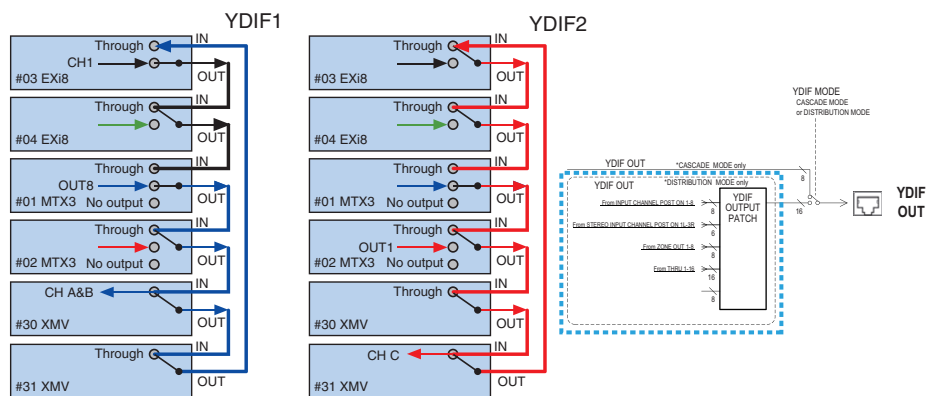 YDIF1
IN
Through
CH1
OUT
#03 EXi8
IN
Through
OUT
#04 EXi8
IN
Through
OUT8
OUT
#01 MTX3
No output
IN
Through
OUT
#02 MTX3
No output
IN
CH A&B
OUT
#30 XMV
IN
Through
OUT
#31 XMV
YDIF2
IN
Through
OUT
#03 EXi8
IN
Through
OUT
#04 EXi8
IN
Through
OUT
#01 MTX3
No output
IN
Through
OUT1
OUT
#02 MTX3
No output
IN
Through
OUT
#30 XMV
IN
CH C
OUT
#31 XMV
YDIF MODE
CASCADE MODE
or DISTRIBUTION MODE
YDIF OUT
*CASCADE MODE only
8
YDIF OUT
*DISTRIBUTION MODE only
YDIF
OUTPUT
PATCH
From INPUT CHANNEL POST ON 1-8
8
From STEREO INPUT CHANNEL POST ON 1L-3R
6
From ZONE OUT 1-8
8
From THRU 1-16
16
8
16
YDIF
OUT